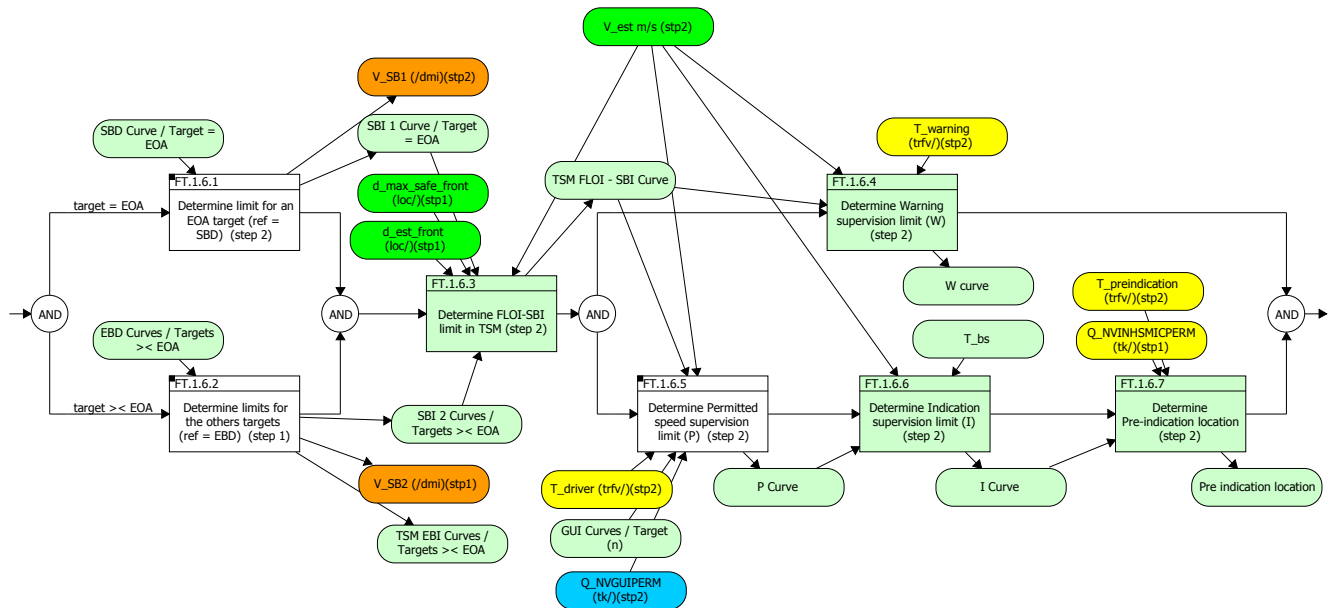 V_est m/s (stp2)
V_SB1 (/dmi)(stp2)
SBD Curve / Target =
EOA
SBI 1 Curve / Target
= EOA
T_warning
(trfv/)(stp2)
FT.1.6.1
Determine limit for an
EOA target (ref =
SBD)  (step 2)
target = EOA
d_max_safe_front
(loc/)(stp1)
d_est_front
(loc/)(stp1)
TSM FLOI - SBI Curve
FT.1.6.4
Determine Warning
supervision limit (W)
(step 2)
W curve
FT.1.6.3
Determine FLOI-SBI
limit in TSM (step 2)
AND
AND
AND
AND
T_preindication
(trfv/)(stp2)
Q_NVINHSMICPERM
(tk/)(stp1)
EBD Curves / Targets
>< EOA
T_bs
target >< EOA
FT.1.6.2
Determine limits for
the others targets
(ref = EBD)  (step 1)
SBI 2 Curves /
Targets >< EOA
FT.1.6.5
Determine Permitted
speed supervision
limit (P)  (step 2)
FT.1.6.6
Determine Indication
supervision limit (I)
(step 2)
FT.1.6.7
Determine
Pre-indication location
(step 2)
V_SB2 (/dmi)(stp1)
T_driver (trfv/)(stp2)
P Curve
I Curve
Pre indication location
TSM EBI Curves /
Targets >< EOA
GUI Curves / Target
(n)
Q_NVGUIPERM
(tk/)(stp2)